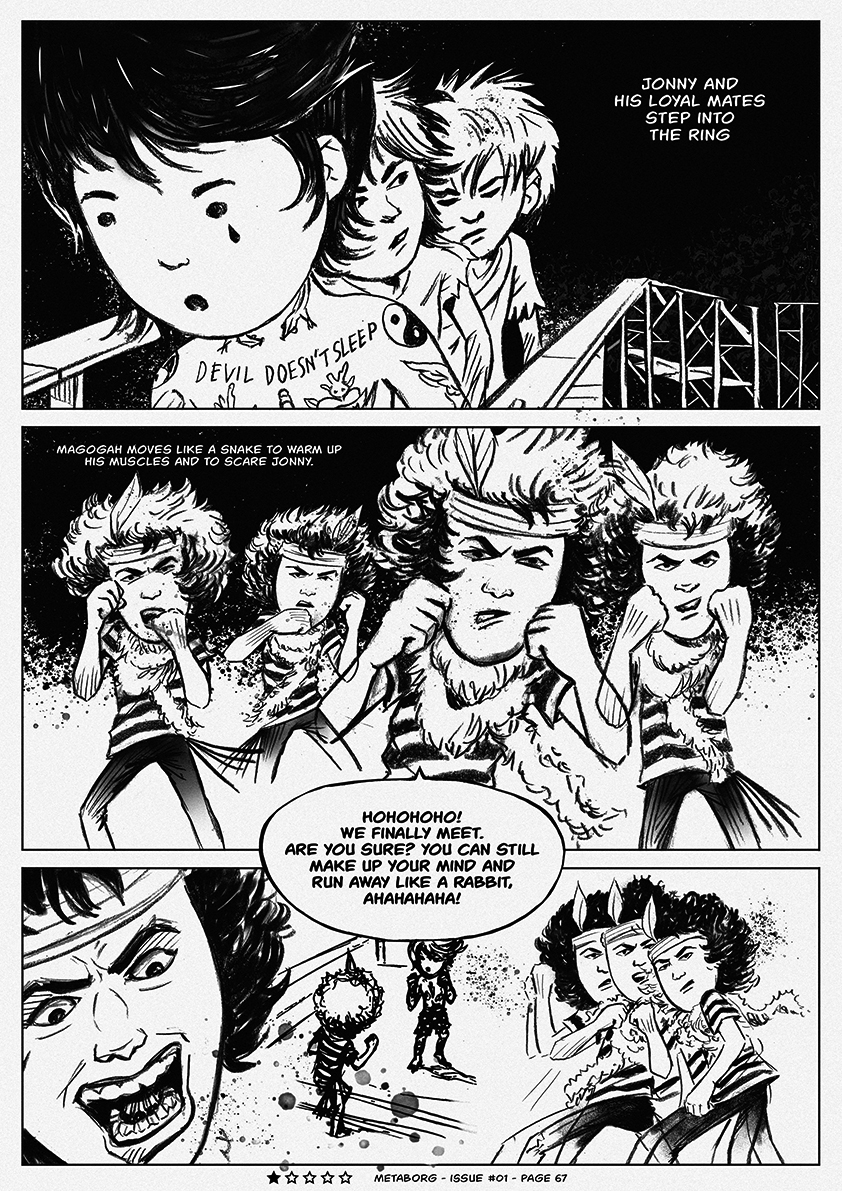 JONNY AND
HIS LOYAL MATES
STEP INTO
THE RING
DEVIL DOESN'T SLEEP
MAGOGAH MOVES LIKE A SNAKE TO WARM UP
HIS MUSCLES AND TO SCARE JONNY.
HOHOHOHO!
WE FINALLY MEET.
ARE YOU SURE? YOU CAN STILL
MAKE UP YOUR MIND AND
RUN AWAY LIKE A RABBIT,
AHAHAHAHA!
METABORG - ISSUE #01 - PAGE 67